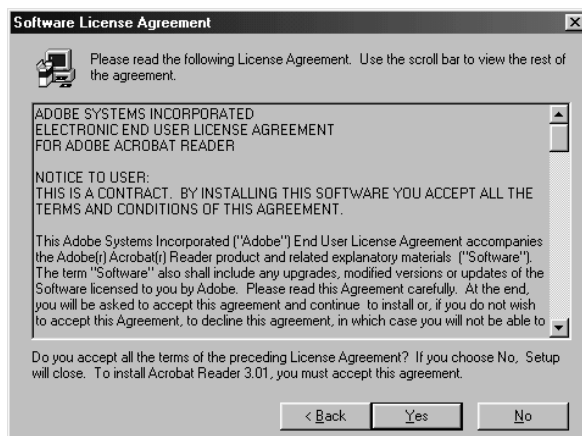 Software License Agreement
Please read the following License Agreement. Use the scroll bar to view the rest of
the agreement.
ADOBE SYSTEMS INCORPORATED
ELECTRONIC END USER LICENSE AGREEMENT
FOR ADOBE ACROBAT READER
NOTICE TO USER:
THIS IS A CONTRACT. BY INSTALLING THIS SOFTWARE YOU ACCEPT ALL THE
TERMS AND CONDITIONS OF THIS AGREEMENT.
This Adobe Systems Incorporated ("Adobe") End User License Agreement accompanies
the Adobe(r) Acrobat(r) Reader product and related explanatory materials ("Software").
The term "Software" also shall include any upgrades, modified versions or updates of the
Software licensed to you by Adobe. Please read this Agreement carefully. At the end,
you will be asked to accept this agreement and continue to install or, if you do not wish
to accept this Agreement, to decline this agreement, in which case you will not be able to
Do you accept all the terms of the preceding License Agreement? If you choose No, Setup
will close. To install Acrobat Reader 3.01, you must accept this agreement.
< Back Yes No